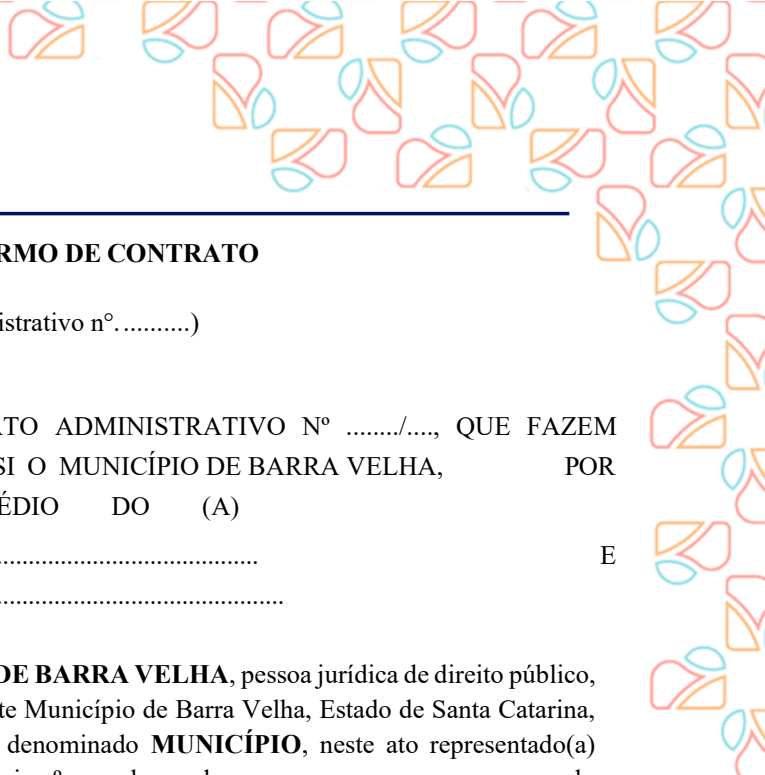 RMO DE CONTRATO
istrativo n°. ..........)
ATO ADMINISTRATIVO Nº ......../...., QUE FAZEM
SI O MUNICÍPIO DE BARRA VELHA, POR
ÉDIO DO (A)
.......................................... E
..............................................
DE BARRA VELHA, pessoa jurídica de direito público,
te Município de Barra Velha, Estado de Santa Catarina,
denominado MUNICÍPIO, neste ato representado(a)